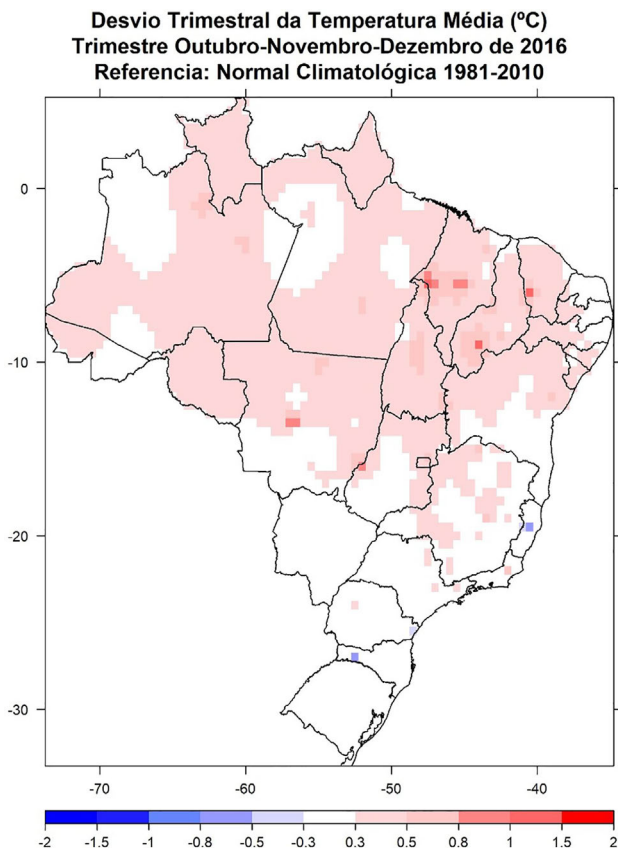 Desvio Trimestral da Temperatura Média (ºC)
Trimestre Outubro-Novembro-Dezembro de 2016
Referencia: Normal Climatológica 1981-2010
0
-10
-20
-30
-70 -60 -50 -40
-2 -1.5 -1 -0.8 -0.5 -0.3 0.3 0.5 0.8 1 1.5 2